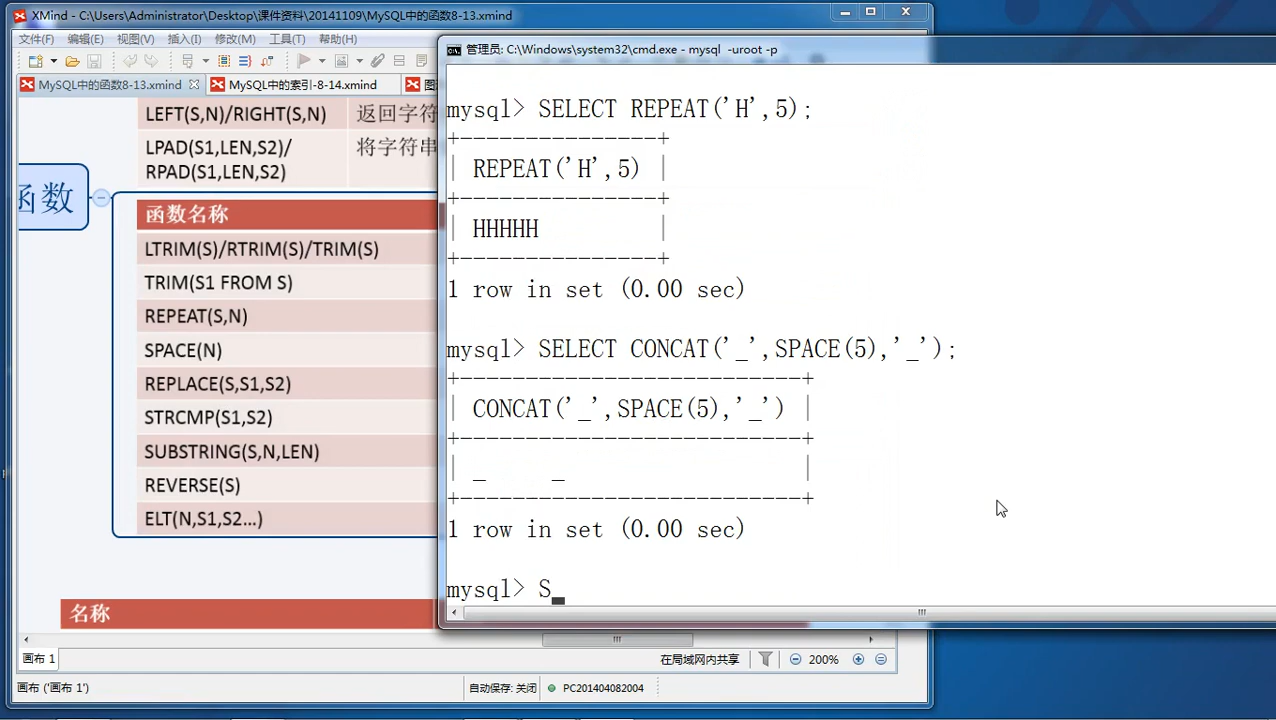 XMind - C:\Users\Administrator\Desktop\课件资料\20141109\MySQL中的函数8-13.xmind
文件(F) 编辑(E) 视图(V) 插入(I) 修改(M) 工具(T) 帮助(H)
MySQL中的函数8-13.xmind MySQL中的索引-8-14.xmind 图
LEFT(S,N)/RIGHT(S,N) 返回字符
LPAD(S1,LEN,S2)/ 将字符串
RPAD(S1,LEN,S2)
函数
函数名称
LTRIM(S)/RTRIM(S)/TRIM(S)
TRIM(S1 FROM S)
REPEAT(S,N)
SPACE(N)
REPLACE(S,S1,S2)
STRCMP(S1,S2)
SUBSTRING(S,N,LEN)
REVERSE(S)
ELT(N,S1,S2...)
名称
画布 1
在局域网内共享 200%
画布 ('画布 1') 自动保存: 关闭 PC201404082004
管理员: C:\Windows\system32\cmd.exe - mysql -uroot -p
mysql> SELECT REPEAT('H',5);
+---------------+
| REPEAT('H',5) |
+---------------+
| HHHHH         |
+---------------+
1 row in set (0.00 sec)
mysql> SELECT CONCAT('_',SPACE(5),'_');
+--------------------------+
| CONCAT('_',SPACE(5),'_') |
+--------------------------+
| _     _                  |
+--------------------------+
1 row in set (0.00 sec)
mysql> S_